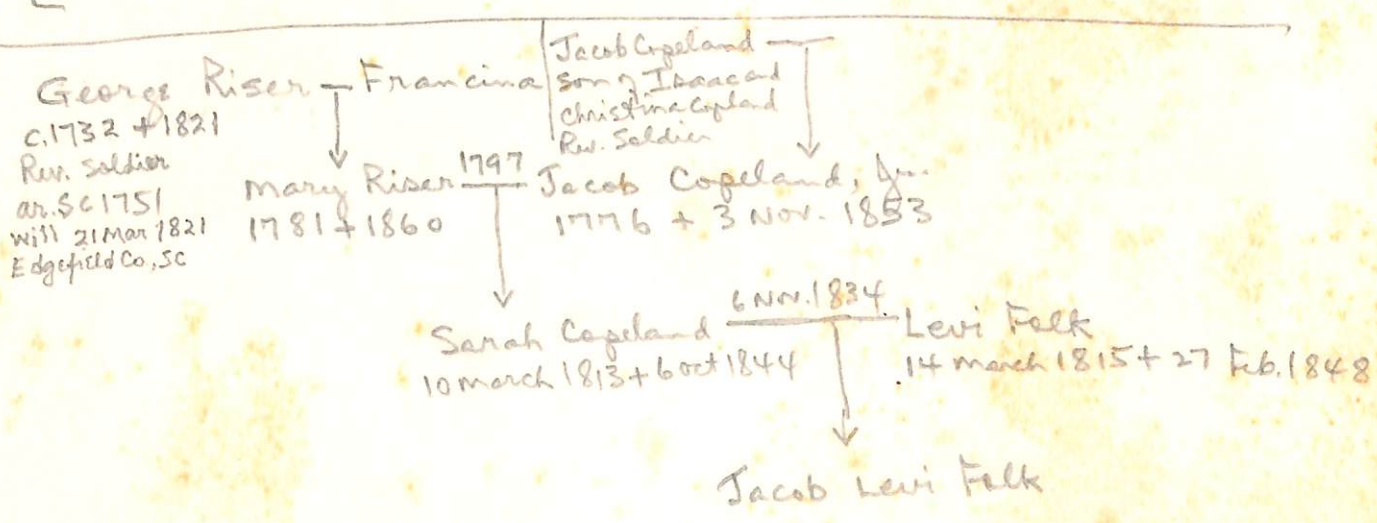 George Riser — Francina
c.1732 + 1821
Rev. Soldier
ar. SC 1751
will 21 Mar 1821
Edgefield Co., SC
Jacob Copeland —
son of Isaac and
Christina Copland
Rev. Soldier
Mary Riser 1797 Jacob Copeland, Jr.
1781 + 1860
1776 + 3 Nov. 1853
Sarah Copeland 6 Nov. 1834 Levi Folk
10 March 1813 + 6 Oct 1844
14 March 1815 + 27 Feb. 1848
Jacob Levi Folk